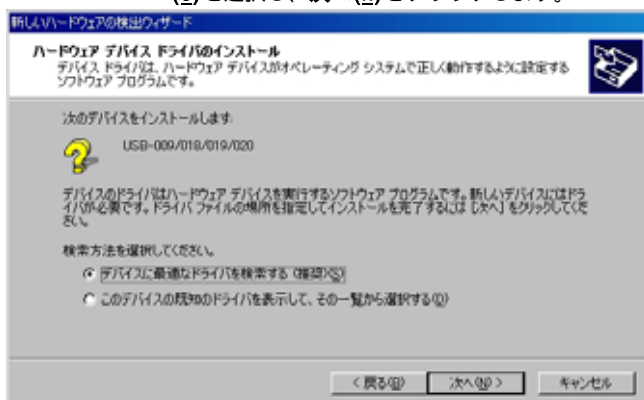 (s)を選択し、次へ(n)をクリックします。
新しいハードウェアの検出ウィザード
ハードウェア デバイス ドライバのインストール
デバイス ドライバは、ハードウェア デバイスがオペレーティング システムで正しく動作するように設定する
ソフトウェア プログラムです。
次のデバイスをインストールします:
USB-009/018/019/020
デバイスのドライバはハードウェア デバイスを実行するソフトウェア プログラムです。新しいデバイスにはドラ
イバが必要です。ドライバ ファイルの場所を指定してインストールを完了するには [次へ] をクリックしてくだ
さい。
検索方法を選択してください。
デバイスに最適なドライバを検索する (推奨)(S)
このデバイスの既知のドライバを表示して、その一覧から選択する(D)
< 戻る(B)
次へ(N) >
キャンセル